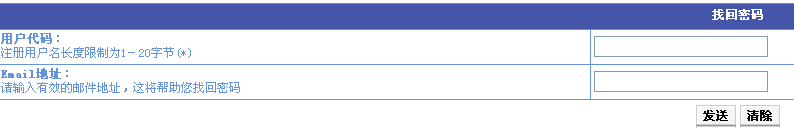 找回密码
用户代码：
注册用户名长度限制为1－20字节(*)
Email地址：
请输入有效的邮件地址，这将帮助您找回密码
发送 清除